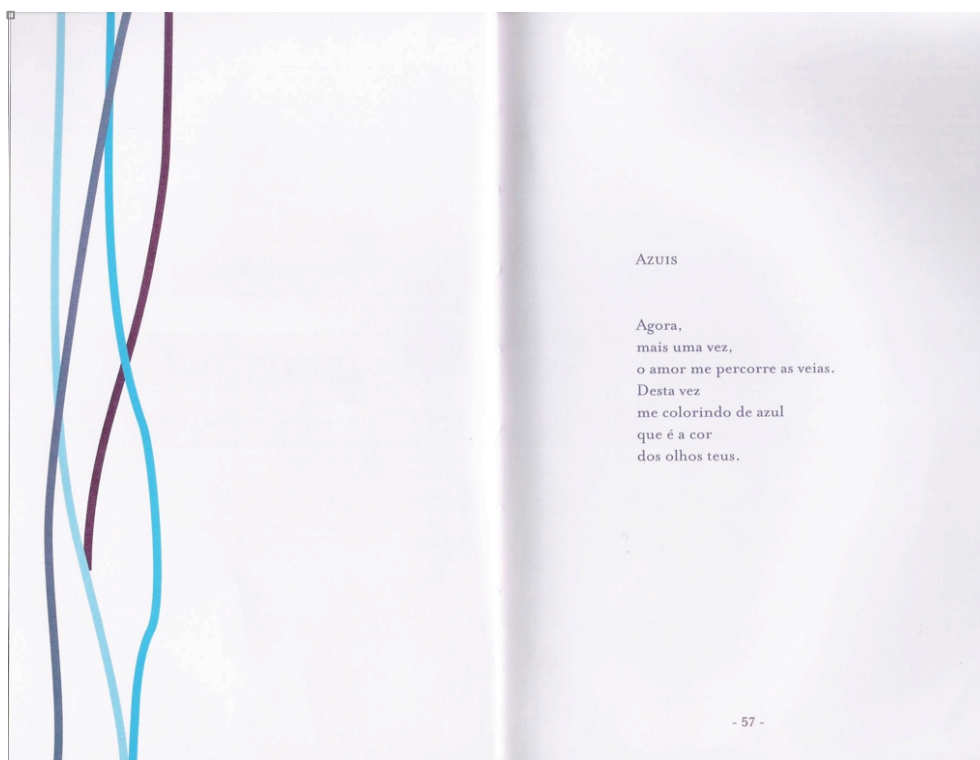 AZUIS
Agora,
mais uma vez,
o amor me percorre as veias.
Desta vez
me colorindo de azul
que é a cor
dos olhos teus.
- 57 -